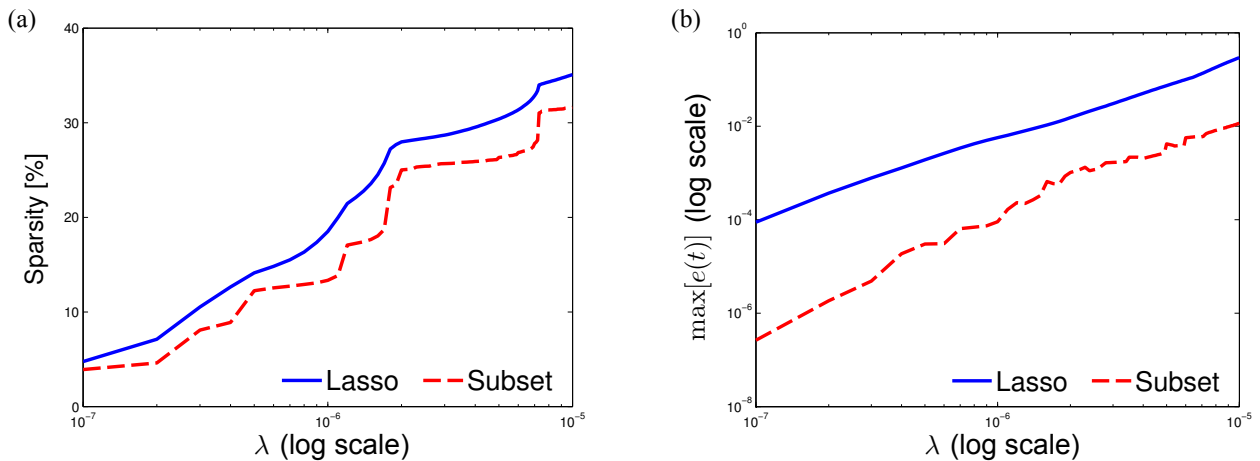 (a)
40
30
20
10
0
Sparsity [%]
10^-7
10^-6
10^-5
λ (log scale)
Lasso
Subset
(b)
10^0
10^-2
10^-4
10^-6
10^-8
max[e(t)] (log scale)
10^-7
10^-6
10^-5
λ (log scale)
Lasso
Subset